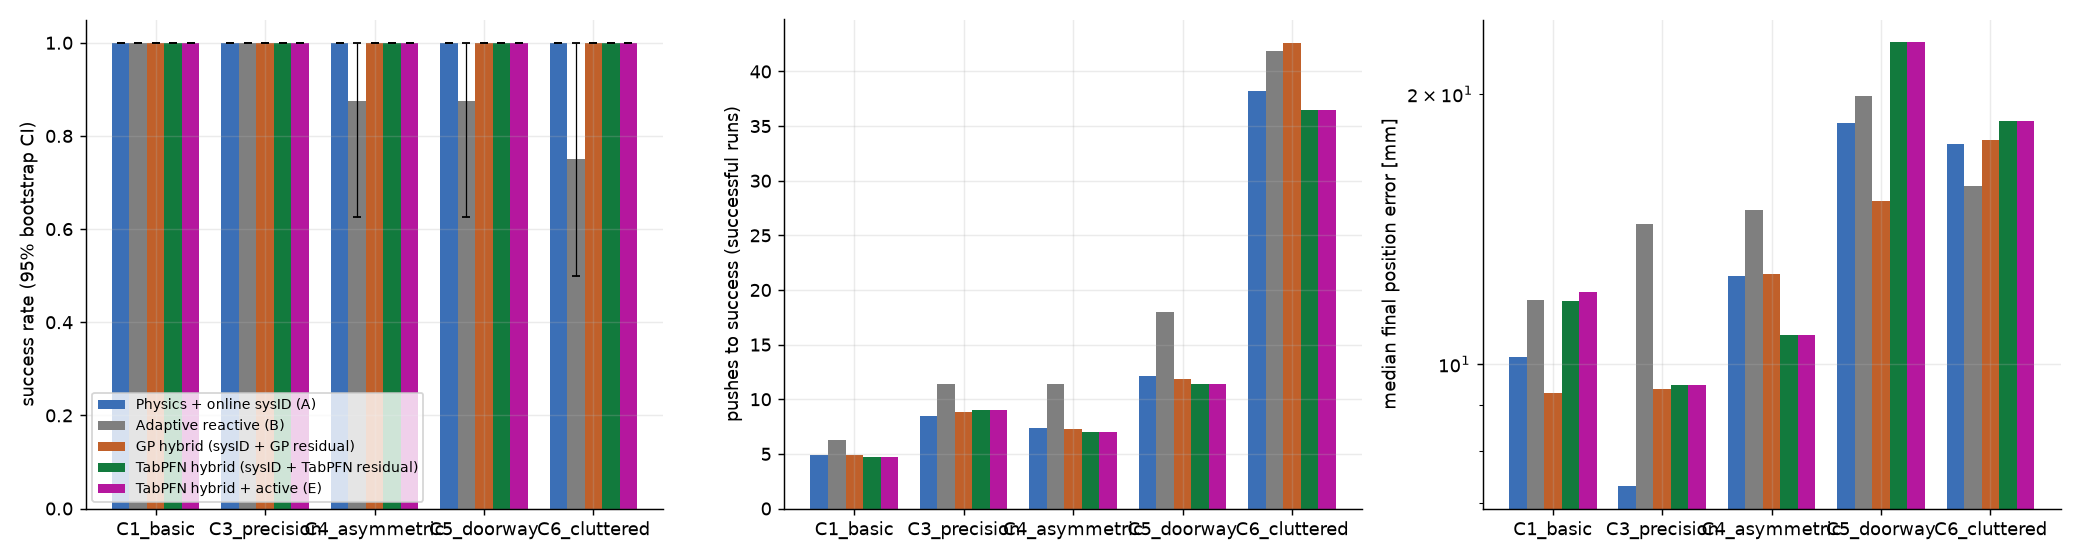 success rate (95% bootstrap CI)
1.0
0.8
0.6
0.4
0.2
0.0
Physics + online sysID (A)
Adaptive reactive (B)
GP hybrid (sysID + GP residual)
TabPFN hybrid (sysID + TabPFN residual)
TabPFN hybrid + active (E)
C1_basic C3_precision C4_asymmetric C5_doorway C6_cluttered
pushes to success (successful runs)
40
35
30
25
20
15
10
5
0
C1_basic C3_precision C4_asymmetric C5_doorway C6_cluttered
median final position error [mm]
2 × 10¹
10¹
C1_basic C3_precision C4_asymmetric C5_doorway C6_cluttered